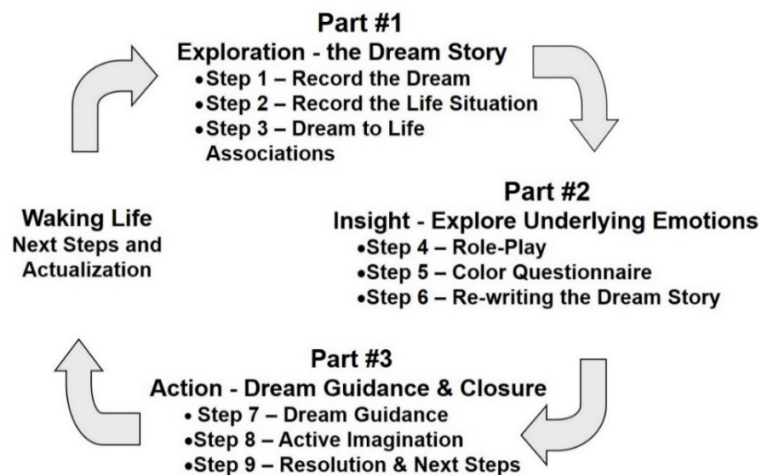 Part #1
Exploration - the Dream Story
•Step 1 – Record the Dream
•Step 2 – Record the Life Situation
•Step 3 – Dream to Life
Associations
Part #2
Insight - Explore Underlying Emotions
•Step 4 – Role-Play
•Step 5 – Color Questionnaire
•Step 6 – Re-writing the Dream Story
Part #3
Action - Dream Guidance & Closure
• Step 7 – Dream Guidance
•Step 8 – Active Imagination
•Step 9 – Resolution & Next Steps
Waking Life
Next Steps and
Actualization